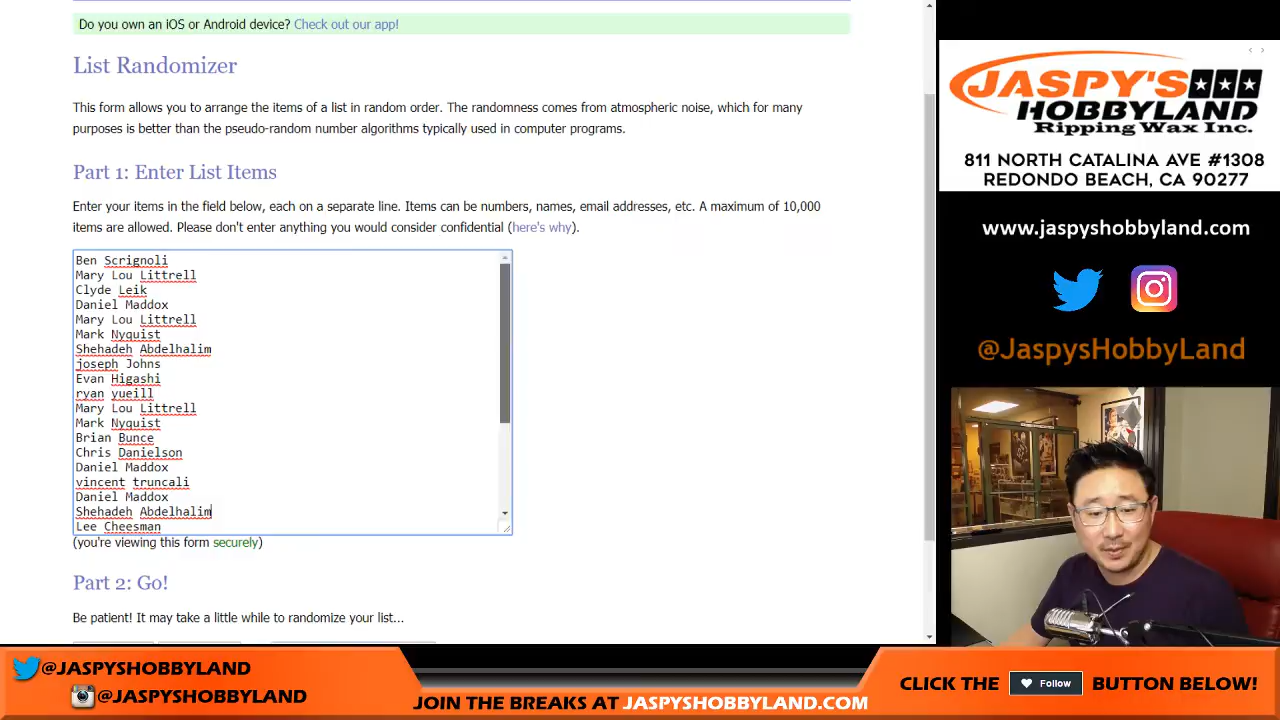 Do you own an iOS or Android device? Check out our app!
List Randomizer
This form allows you to arrange the items of a list in random order. The randomness comes from atmospheric noise, which for many
purposes is better than the pseudo-random number algorithms typically used in computer programs.
Part 1: Enter List Items
Enter your items in the field below, each on a separate line. Items can be numbers, names, email addresses, etc. A maximum of 10,000
items are allowed. Please don't enter anything you would consider confidential (here's why).
Ben Scrignoli
Mary Lou Littrell
Clyde Leik
Daniel Maddox
Mary Lou Littrell
Mark Nyquist
Shehadeh Abdelhalim
joseph Johns
Evan Higashi
ryan yueill
Mary Lou Littrell
Mark Nyquist
Brian Bunce
Chris Danielson
Daniel Maddox
vincent truncali
Daniel Maddox
Shehadeh Abdelhalim
Lee Cheesman
(you're viewing this form securely)
Part 2: Go!
Be patient! It may take a little while to randomize your list...
JASPY'S
HOBBYLAND
Ripping Wax Inc.
811 NORTH CATALINA AVE #1308
REDONDO BEACH, CA 90277
www.jaspyshobbyland.com
@JaspysHobbyLand
@JASPYSHOBBYLAND
@JASPYSHOBBYLAND
JOIN THE BREAKS AT JASPYSHOBBYLAND.COM
CLICK THE Follow BUTTON BELOW!